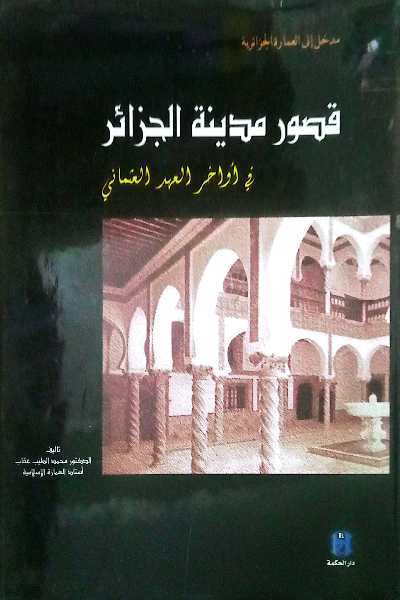 مدخل إلى العمارة الجزائرية
قصور مدينة الجزائر
في أواخر العهد العثماني
تأليف
الدكتور محمد الطيب عقاب
أستاذ العمارة الإسلامية
دار الحكمة